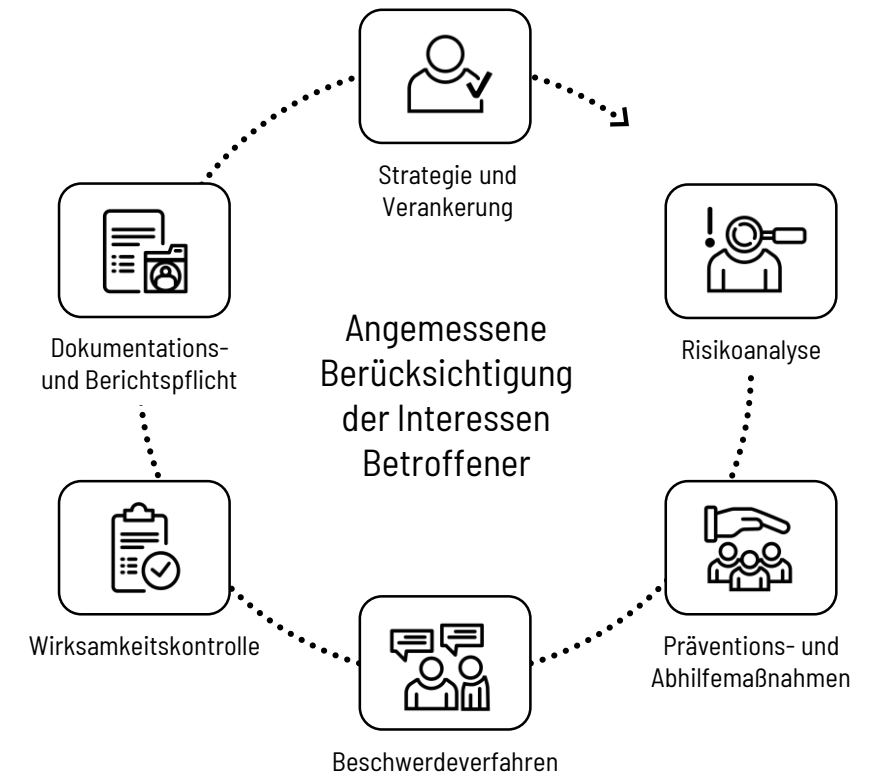 Strategie und
Verankerung
Risikoanalyse
Präventions- und
Abhilfemaßnahmen
Beschwerdeverfahren
Wirksamkeitskontrolle
Dokumentations-
und Berichtspflicht
Angemessene
Berücksichtigung
der Interessen
Betroffener